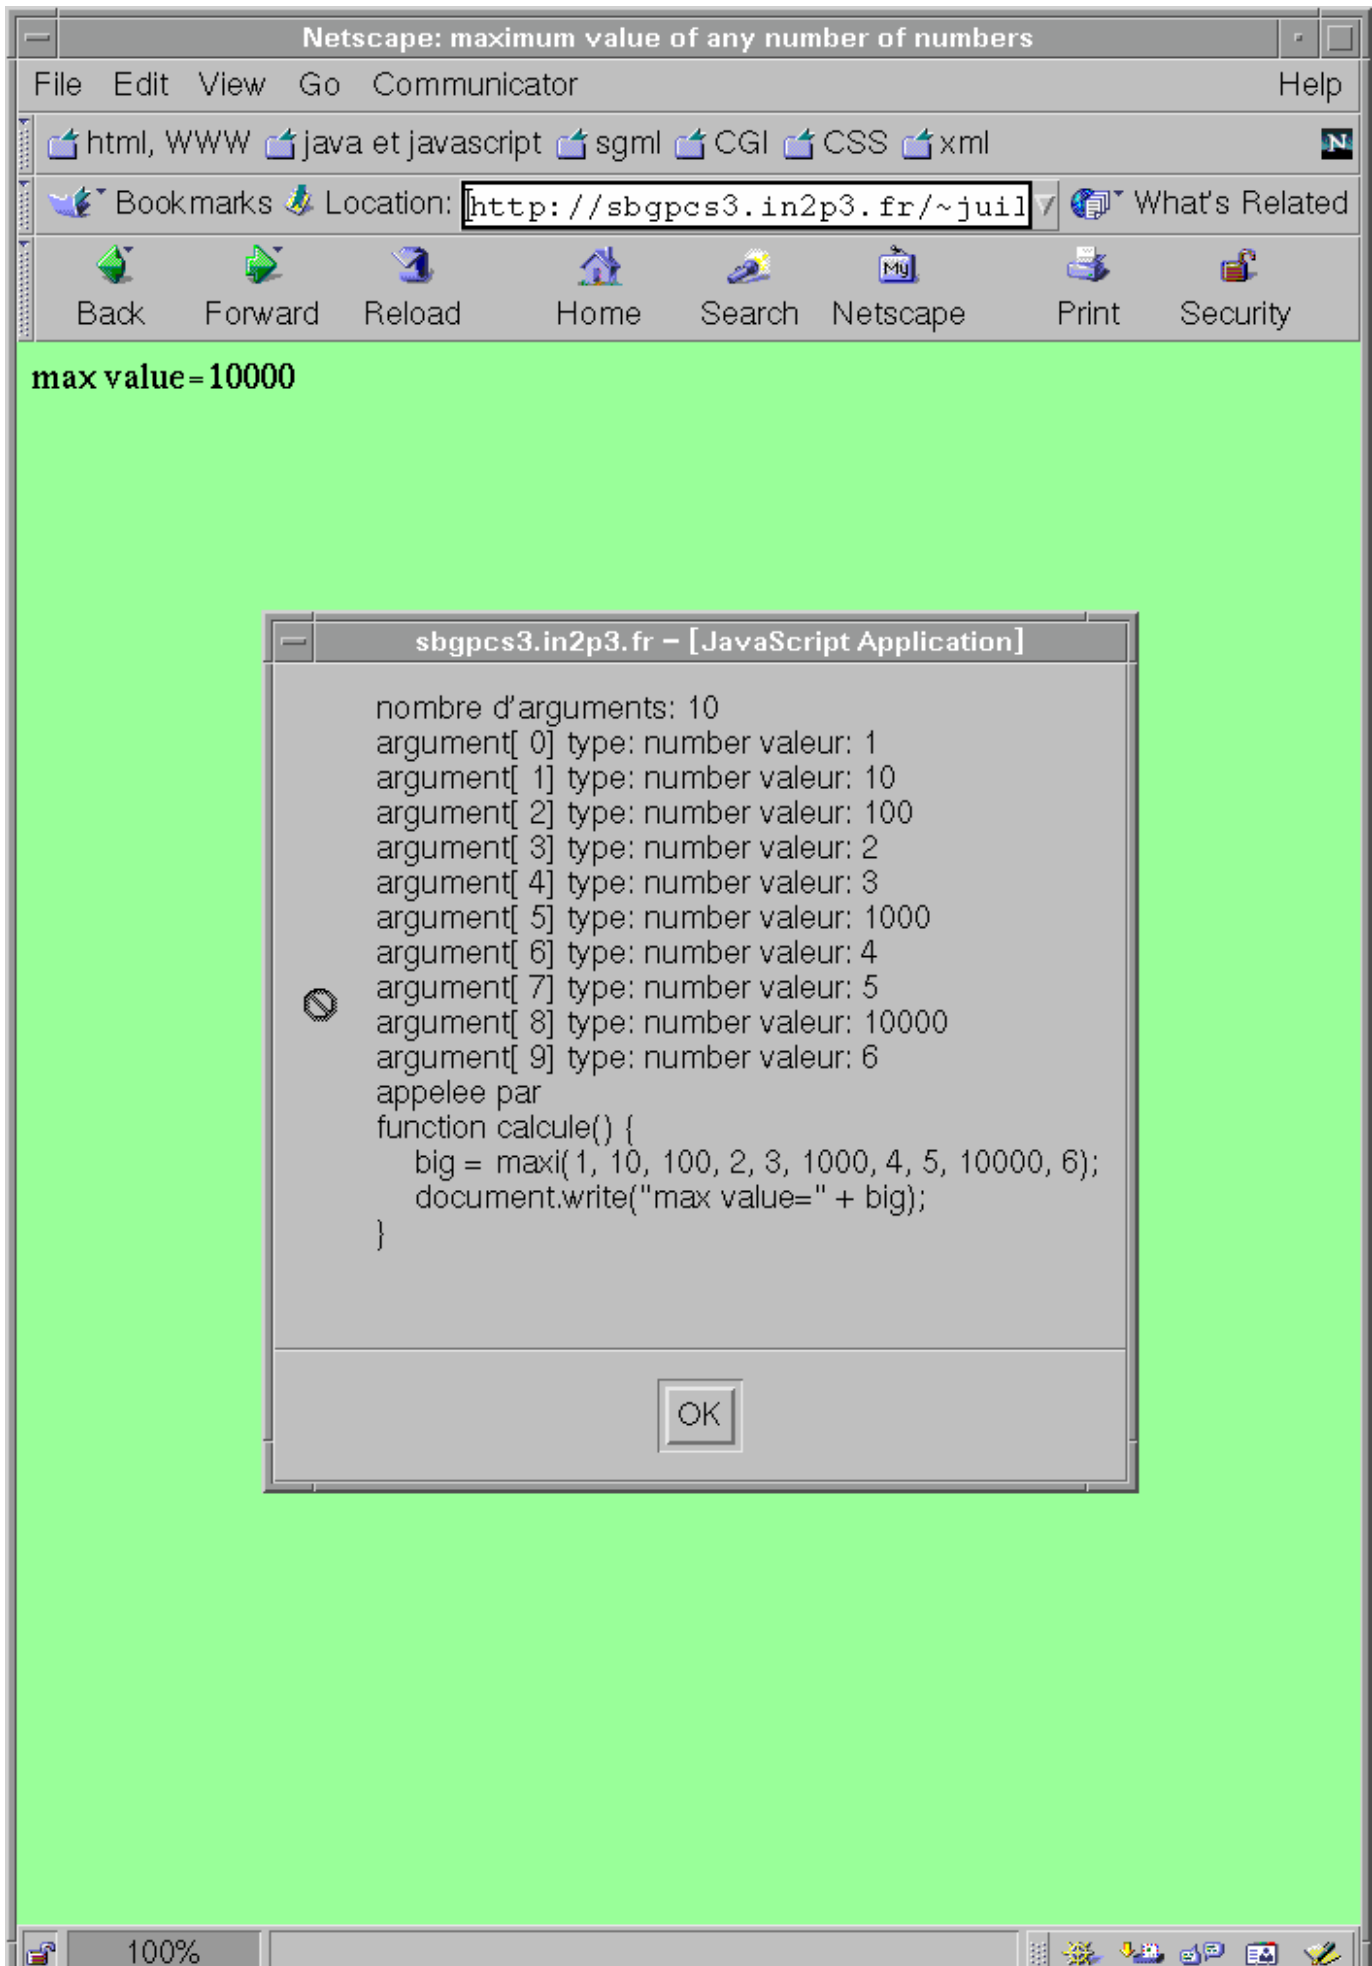 Netscape: maximum value of any number of numbers
File Edit View Go Communicator Help
html, WWW java et javascript sgml CGI CSS xml N
Bookmarks Location: http://sbgpcs3.in2p3.fr/~juil What's Related
My
Back Forward Reload Home Search Netscape Print Security
max value=10000
sbgpcs3.in2p3.fr – [JavaScript Application]
nombre d'arguments: 10
argument[ 0] type: number valeur: 1
argument[ 1] type: number valeur: 10
argument[ 2] type: number valeur: 100
argument[ 3] type: number valeur: 2
argument[ 4] type: number valeur: 3
argument[ 5] type: number valeur: 1000
argument[ 6] type: number valeur: 4
argument[ 7] type: number valeur: 5
argument[ 8] type: number valeur: 10000
argument[ 9] type: number valeur: 6
appelee par
function calcule() {
big = maxi(1, 10, 100, 2, 3, 1000, 4, 5, 10000, 6);
document.write("max value=" + big);
}
OK
100%